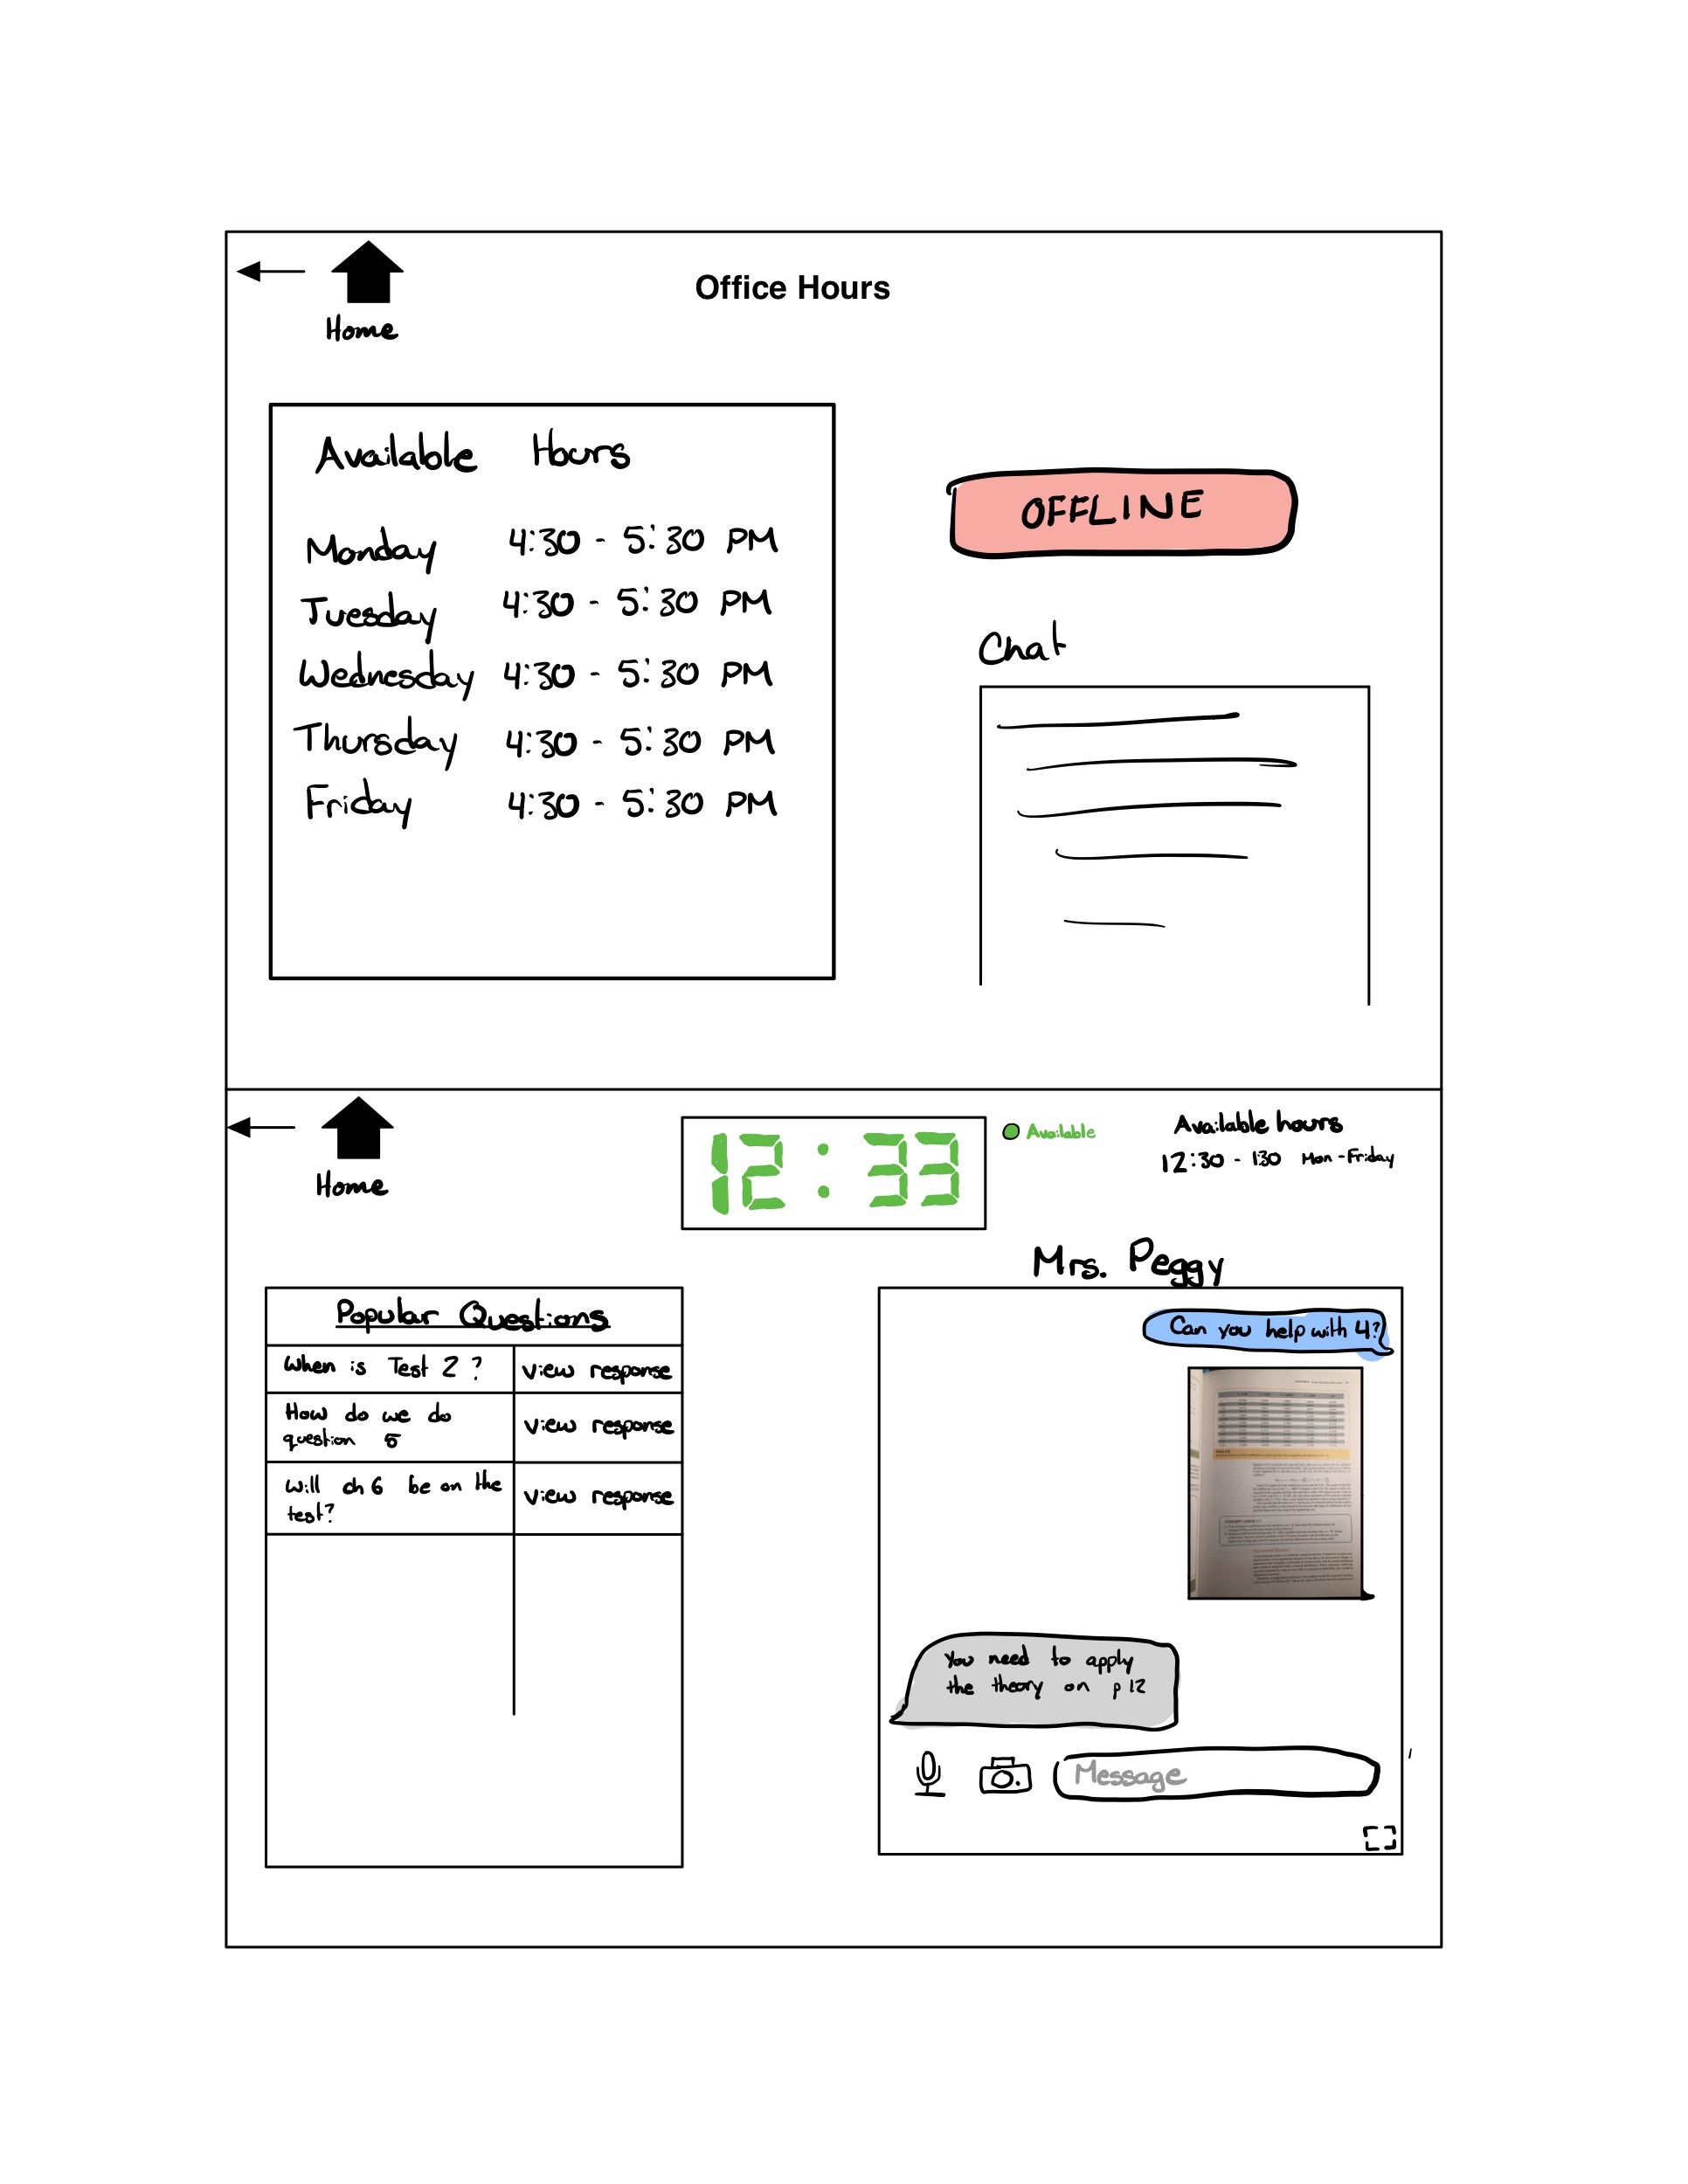 Office Hours
Home
Available Hours
Monday 4:30 - 5:30 PM
Tuesday 4:30 - 5:30 PM
Wednesday 4:30 - 5:30 PM
Thursday 4:30 - 5:30 PM
Friday 4:30 - 5:30 PM
OFFLINE
Chat
Home
12:33
Available
Available hours
12:30 - 1:30 Mon - Friday
Popular Questions
When is Test 2?
view response
How do we do
question 5
view response
Will ch 6 be on the
test?
view response
Mrs. Peggy
Can you help with 4?
You need to apply
the theory on p 12
Message